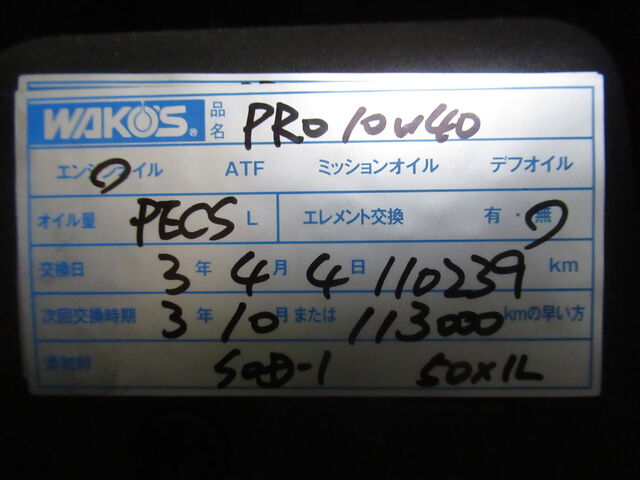 WAKO'S® 品名 PRO 10W40
エンジンオイル ATF ミッションオイル デフオイル
オイル量 PECS L エレメント交換 有・無
交換日 3年 4月 4日 110239 km
次回交換時期 3年 10月または 113000 kmの早い方
添加剤 S-1 50×1L